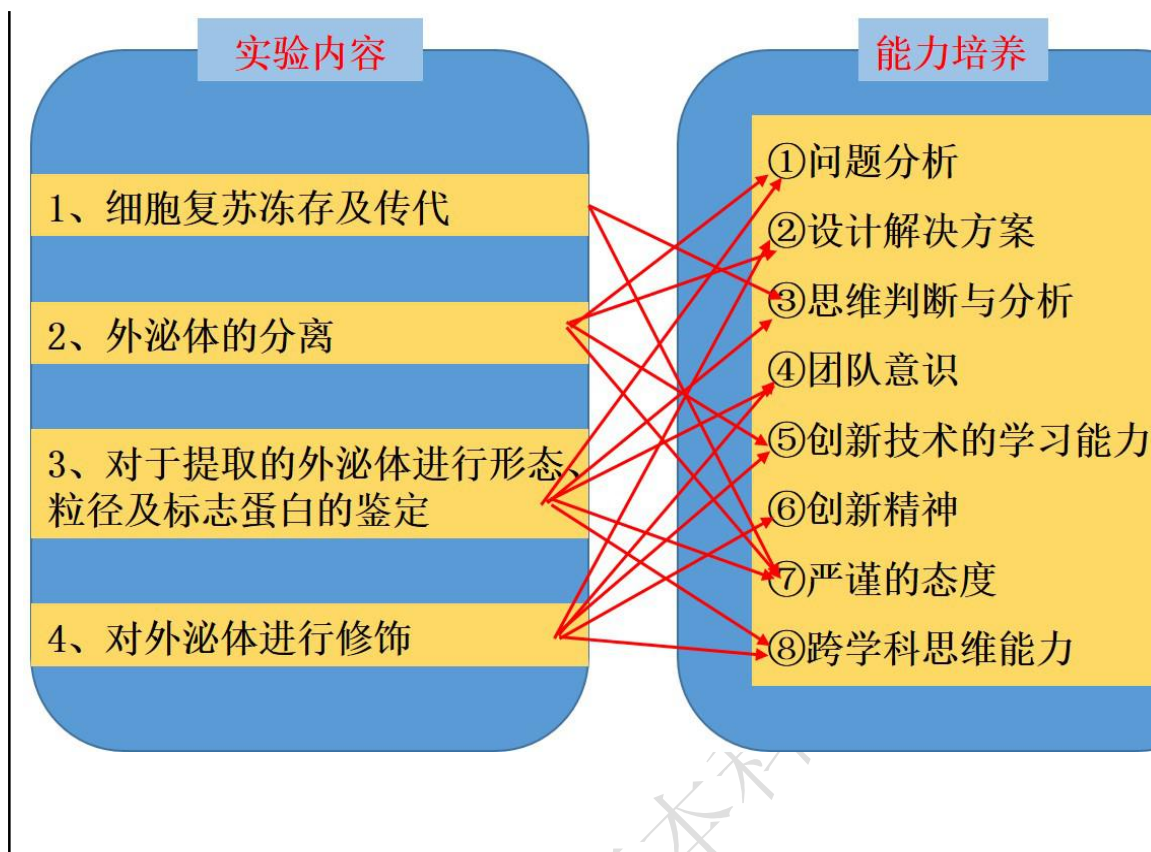 实验内容
1、细胞复苏冻存及传代
2、外泌体的分离
3、对于提取的外泌体进行形态、
粒径及标志蛋白的鉴定
4、对外泌体进行修饰
能力培养
①问题分析
②设计解决方案
③思维判断与分析
④团队意识
⑤创新技术的学习能力
⑥创新精神
⑦严谨的态度
⑧跨学科思维能力
本科